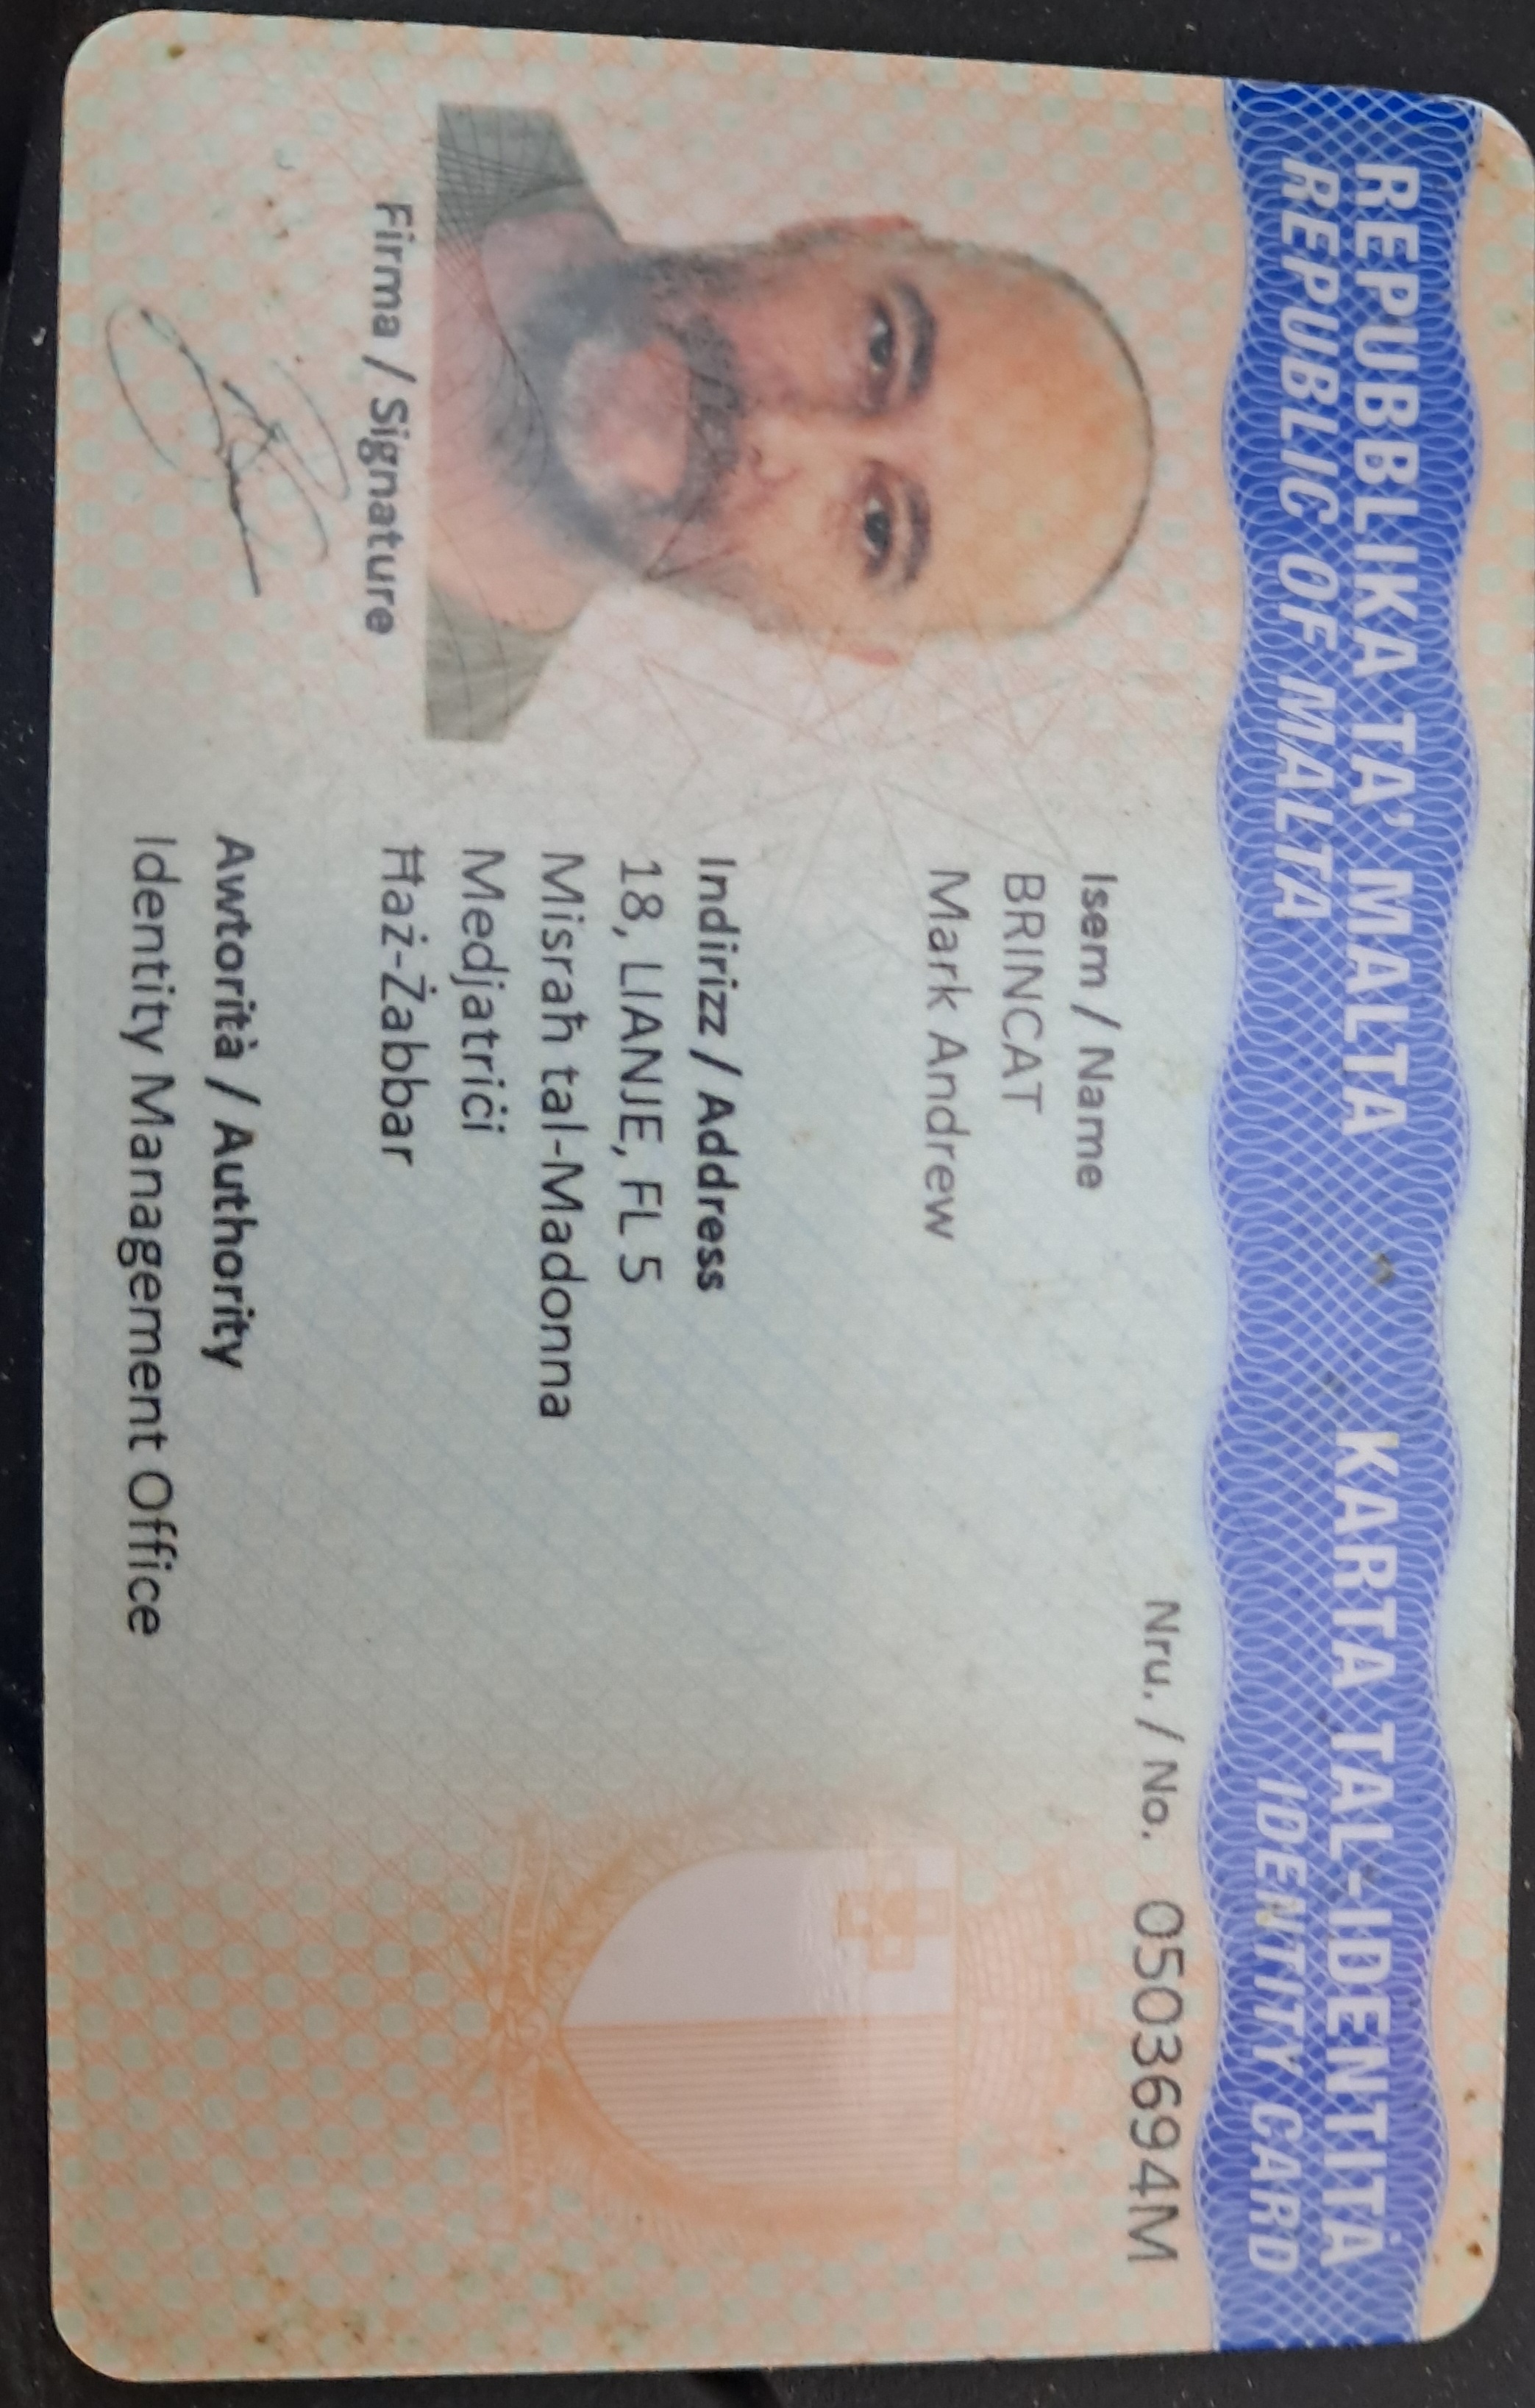 REPUBBLIKA TA' MALTA KARTA TAL-IDENTITÀ
REPUBLIC OF MALTA IDENTITY CARD
Nru. / No. 0503694M
Isem / Name
BRINCAT
Mark Andrew
Indirizz / Address
18, LIANJE, FL 5
Misraħ tal-Madonna
Medjatriċi
Ħaż-Żabbar
Firma / Signature
Awtorità / Authority
Identity Management Office